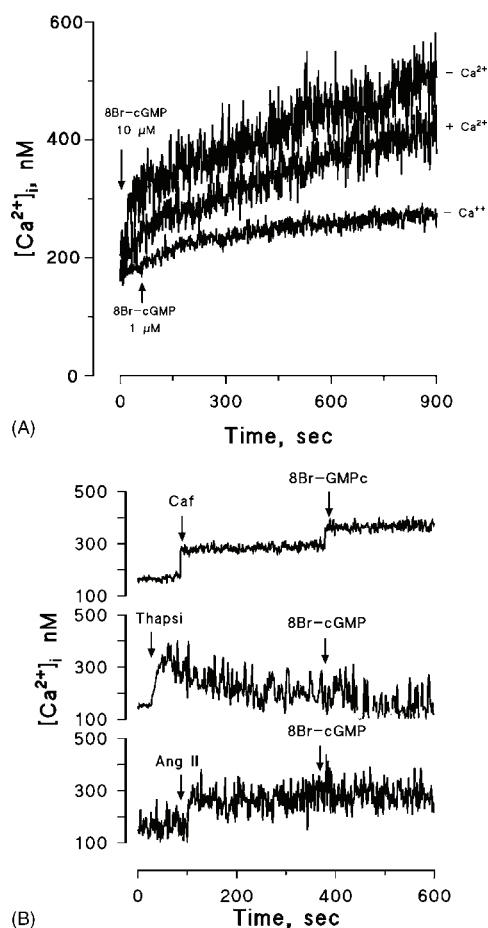 600
8Br-cGMP
10 μM
− Ca²⁺
+ Ca²⁺
400
[Ca²⁺]ᵢ, nM
− Ca⁺⁺
200
8Br-cGMP
1 μM
0
0 300 600 900
(A)
Time, sec
8Br-GMPc
500
Caf
300
100
Thapsi
8Br-cGMP
500
[Ca²⁺]ᵢ nM
300
100
8Br-cGMP
500
Ang II
300
100
0 200 400 600
(B)
Time, sec